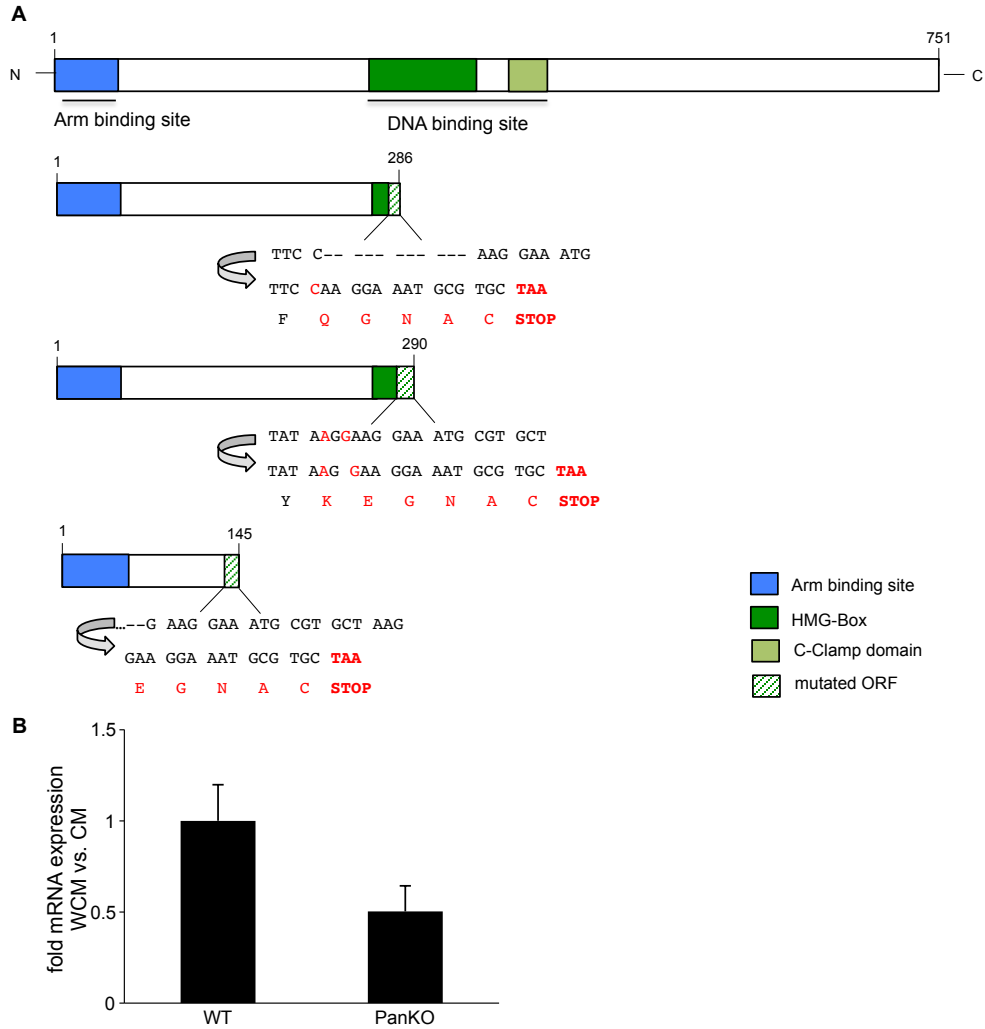 A
1
751
N
C
Arm binding site
DNA binding site
1
286
TTC C-- --- --- --- AAG GAA ATG
TTC CAA GGA AAT GCG TGC TAA
F Q G N A C STOP
1
290
TAT AAGGAAG GAA ATG CGT GCT
TAT AAG GAAGGA AAT GCG TGC TAA
Y K E G N A C STOP
1
145
...--G AAG GAA ATG CGT GCT AAG
GAA GGA AAT GCG TGC TAA
E G N A C STOP
Arm binding site
HMG-Box
C-Clamp domain
mutated ORF
B
fold mRNA expression
WCM vs. CM
1.5
1
0.5
0
WT
PanKO